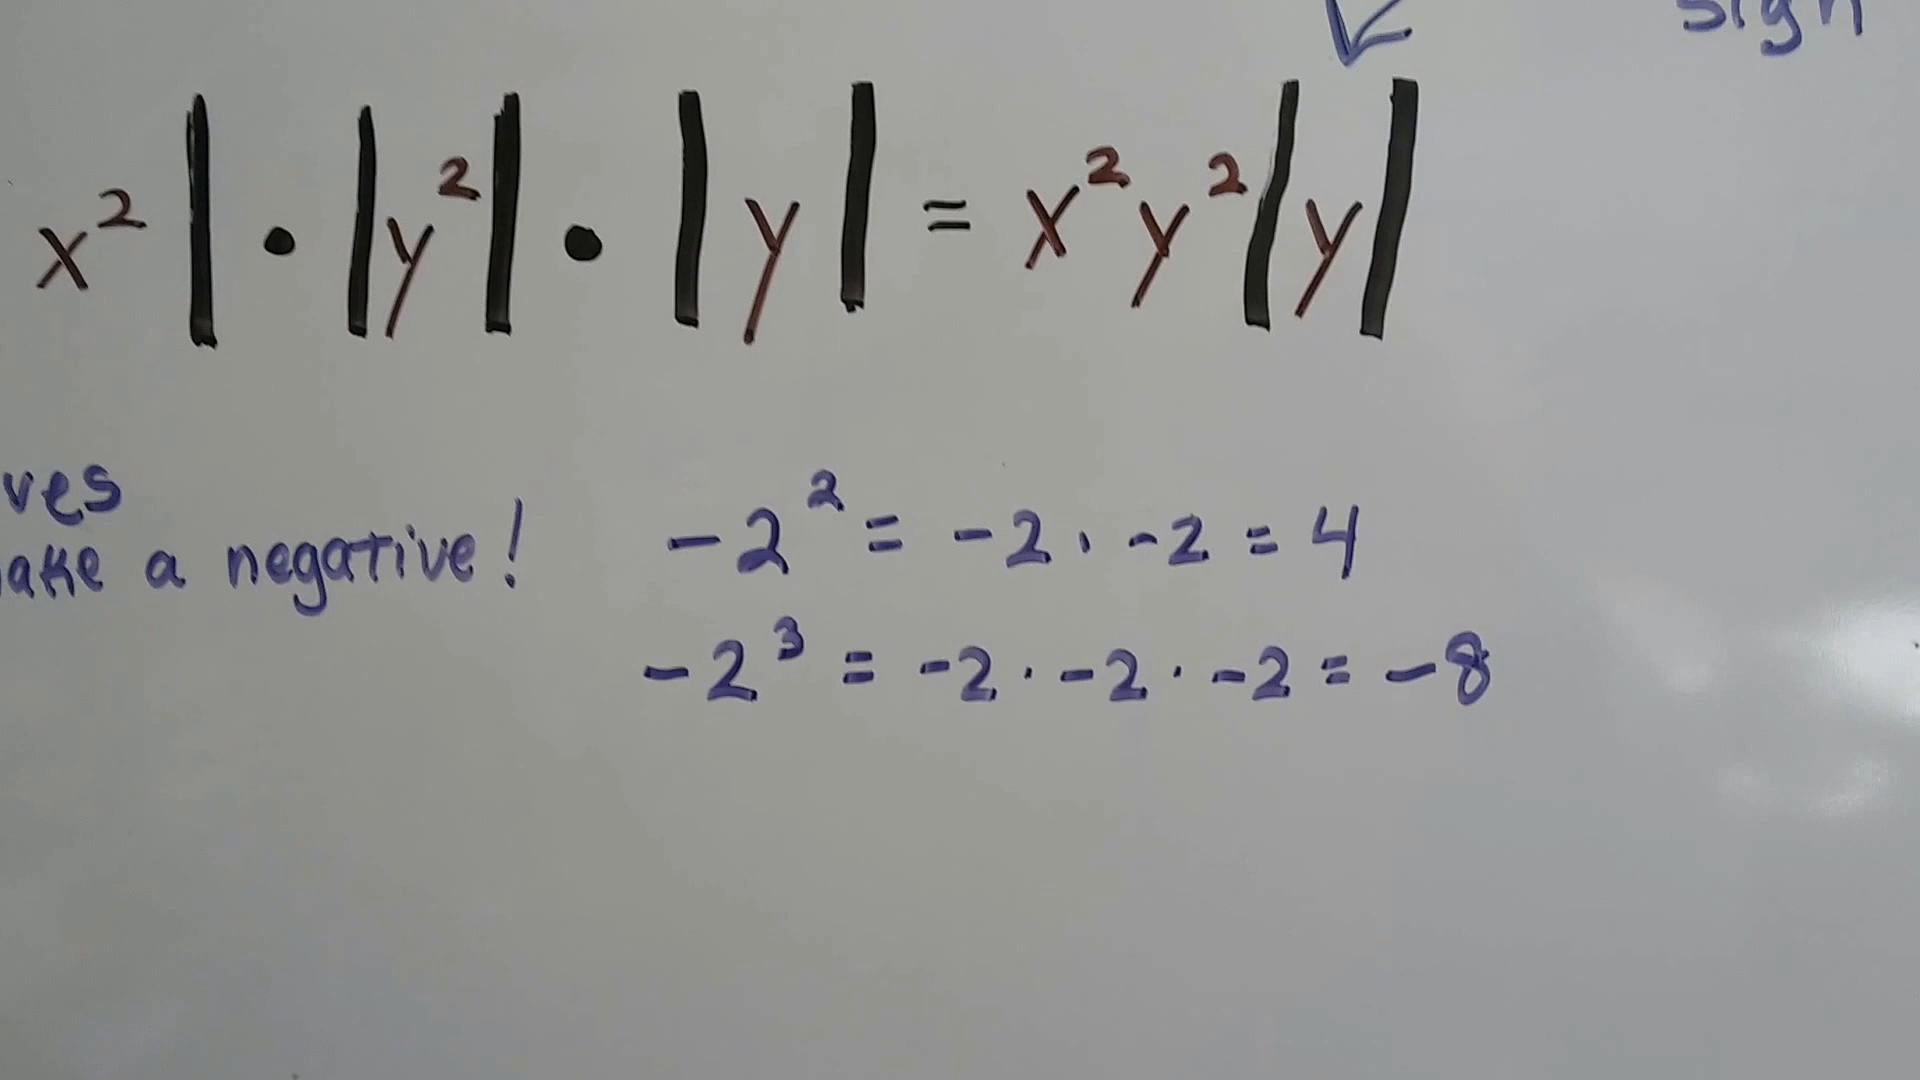 sign
x² | · |y²| · |y| = x²y²|y|
ves
ake a negative!
-2² = -2 · -2 = 4
-2³ = -2 · -2 · -2 = -8